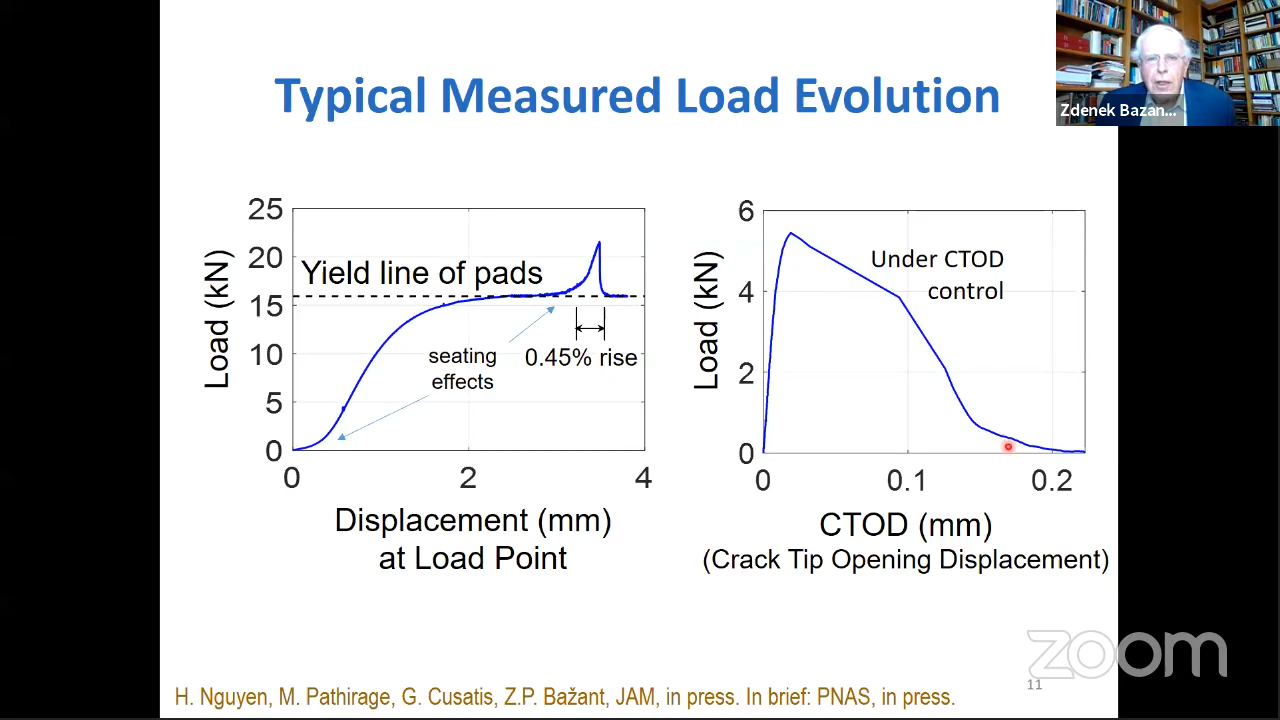 Zdenek Bazan...
Typical Measured Load Evolution
25
20
15
10
5
0
Load (kN)
Yield line of pads
seating
effects
0.45% rise
0
2
4
Displacement (mm)
at Load Point
6
4
2
0
Load (kN)
Under CTOD
control
0
0.1
0.2
CTOD (mm)
(Crack Tip Opening Displacement)
zoom
11
H. Nguyen, M. Pathirage, G. Cusatis, Z.P. Bažant, JAM, in press. In brief: PNAS, in press.